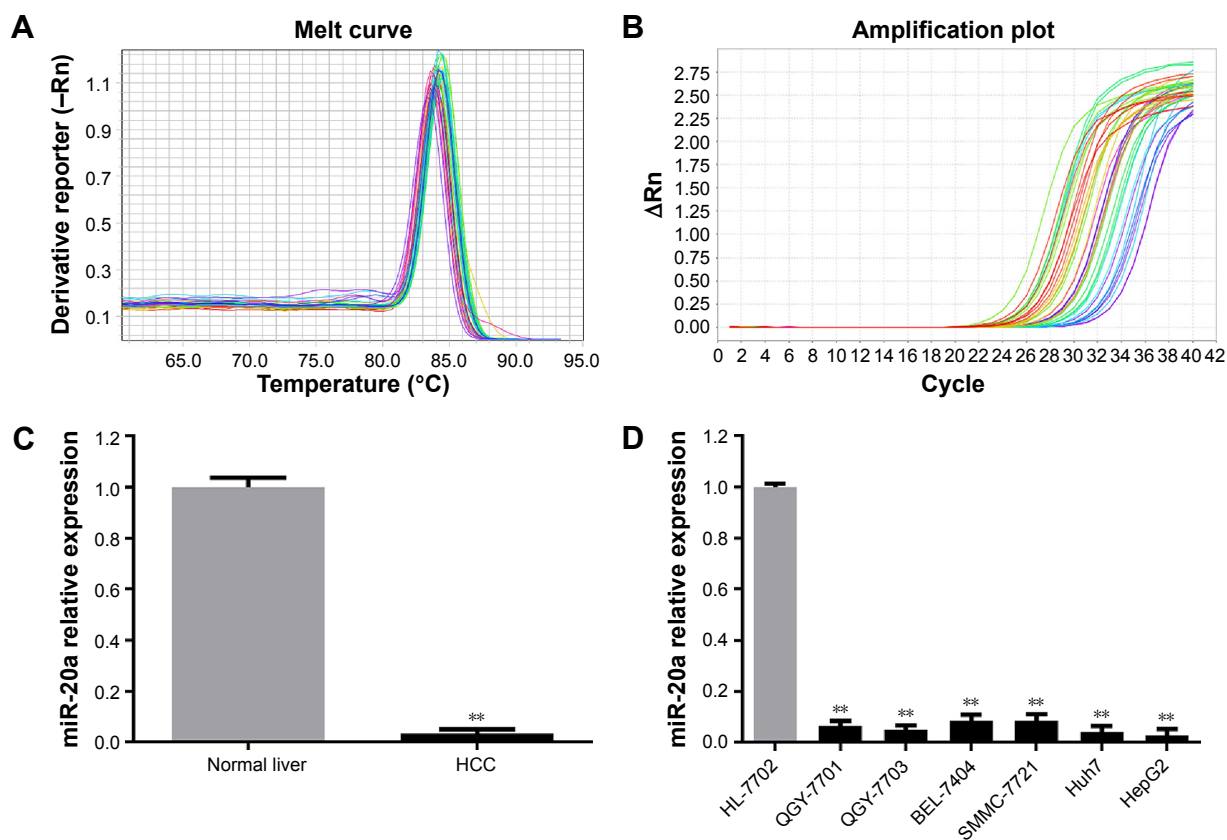 A
Melt curve
Derivative reporter (–Rn)
1.1
0.9
0.7
0.5
0.3
0.1
65.0 70.0 75.0 80.0 85.0 90.0 95.0
Temperature (°C)
B
Amplification plot
ΔRn
2.75
2.50
2.25
2.00
1.75
1.50
1.25
1.00
0.75
0.50
0.25
0.00
0 2 4 6 8 10 12 14 16 18 20 22 24 26 28 30 32 34 36 38 40 42
Cycle
C
miR-20a relative expression
1.2
1.0
0.8
0.6
0.4
0.2
0.0
**
Normal liver HCC
D
miR-20a relative expression
1.2
1.0
0.8
0.6
0.4
0.2
0.0
** ** ** ** ** **
HL-7702 QGY-7701 QGY-7703 BEL-7404 SMMC-7721 Huh7 HepG2